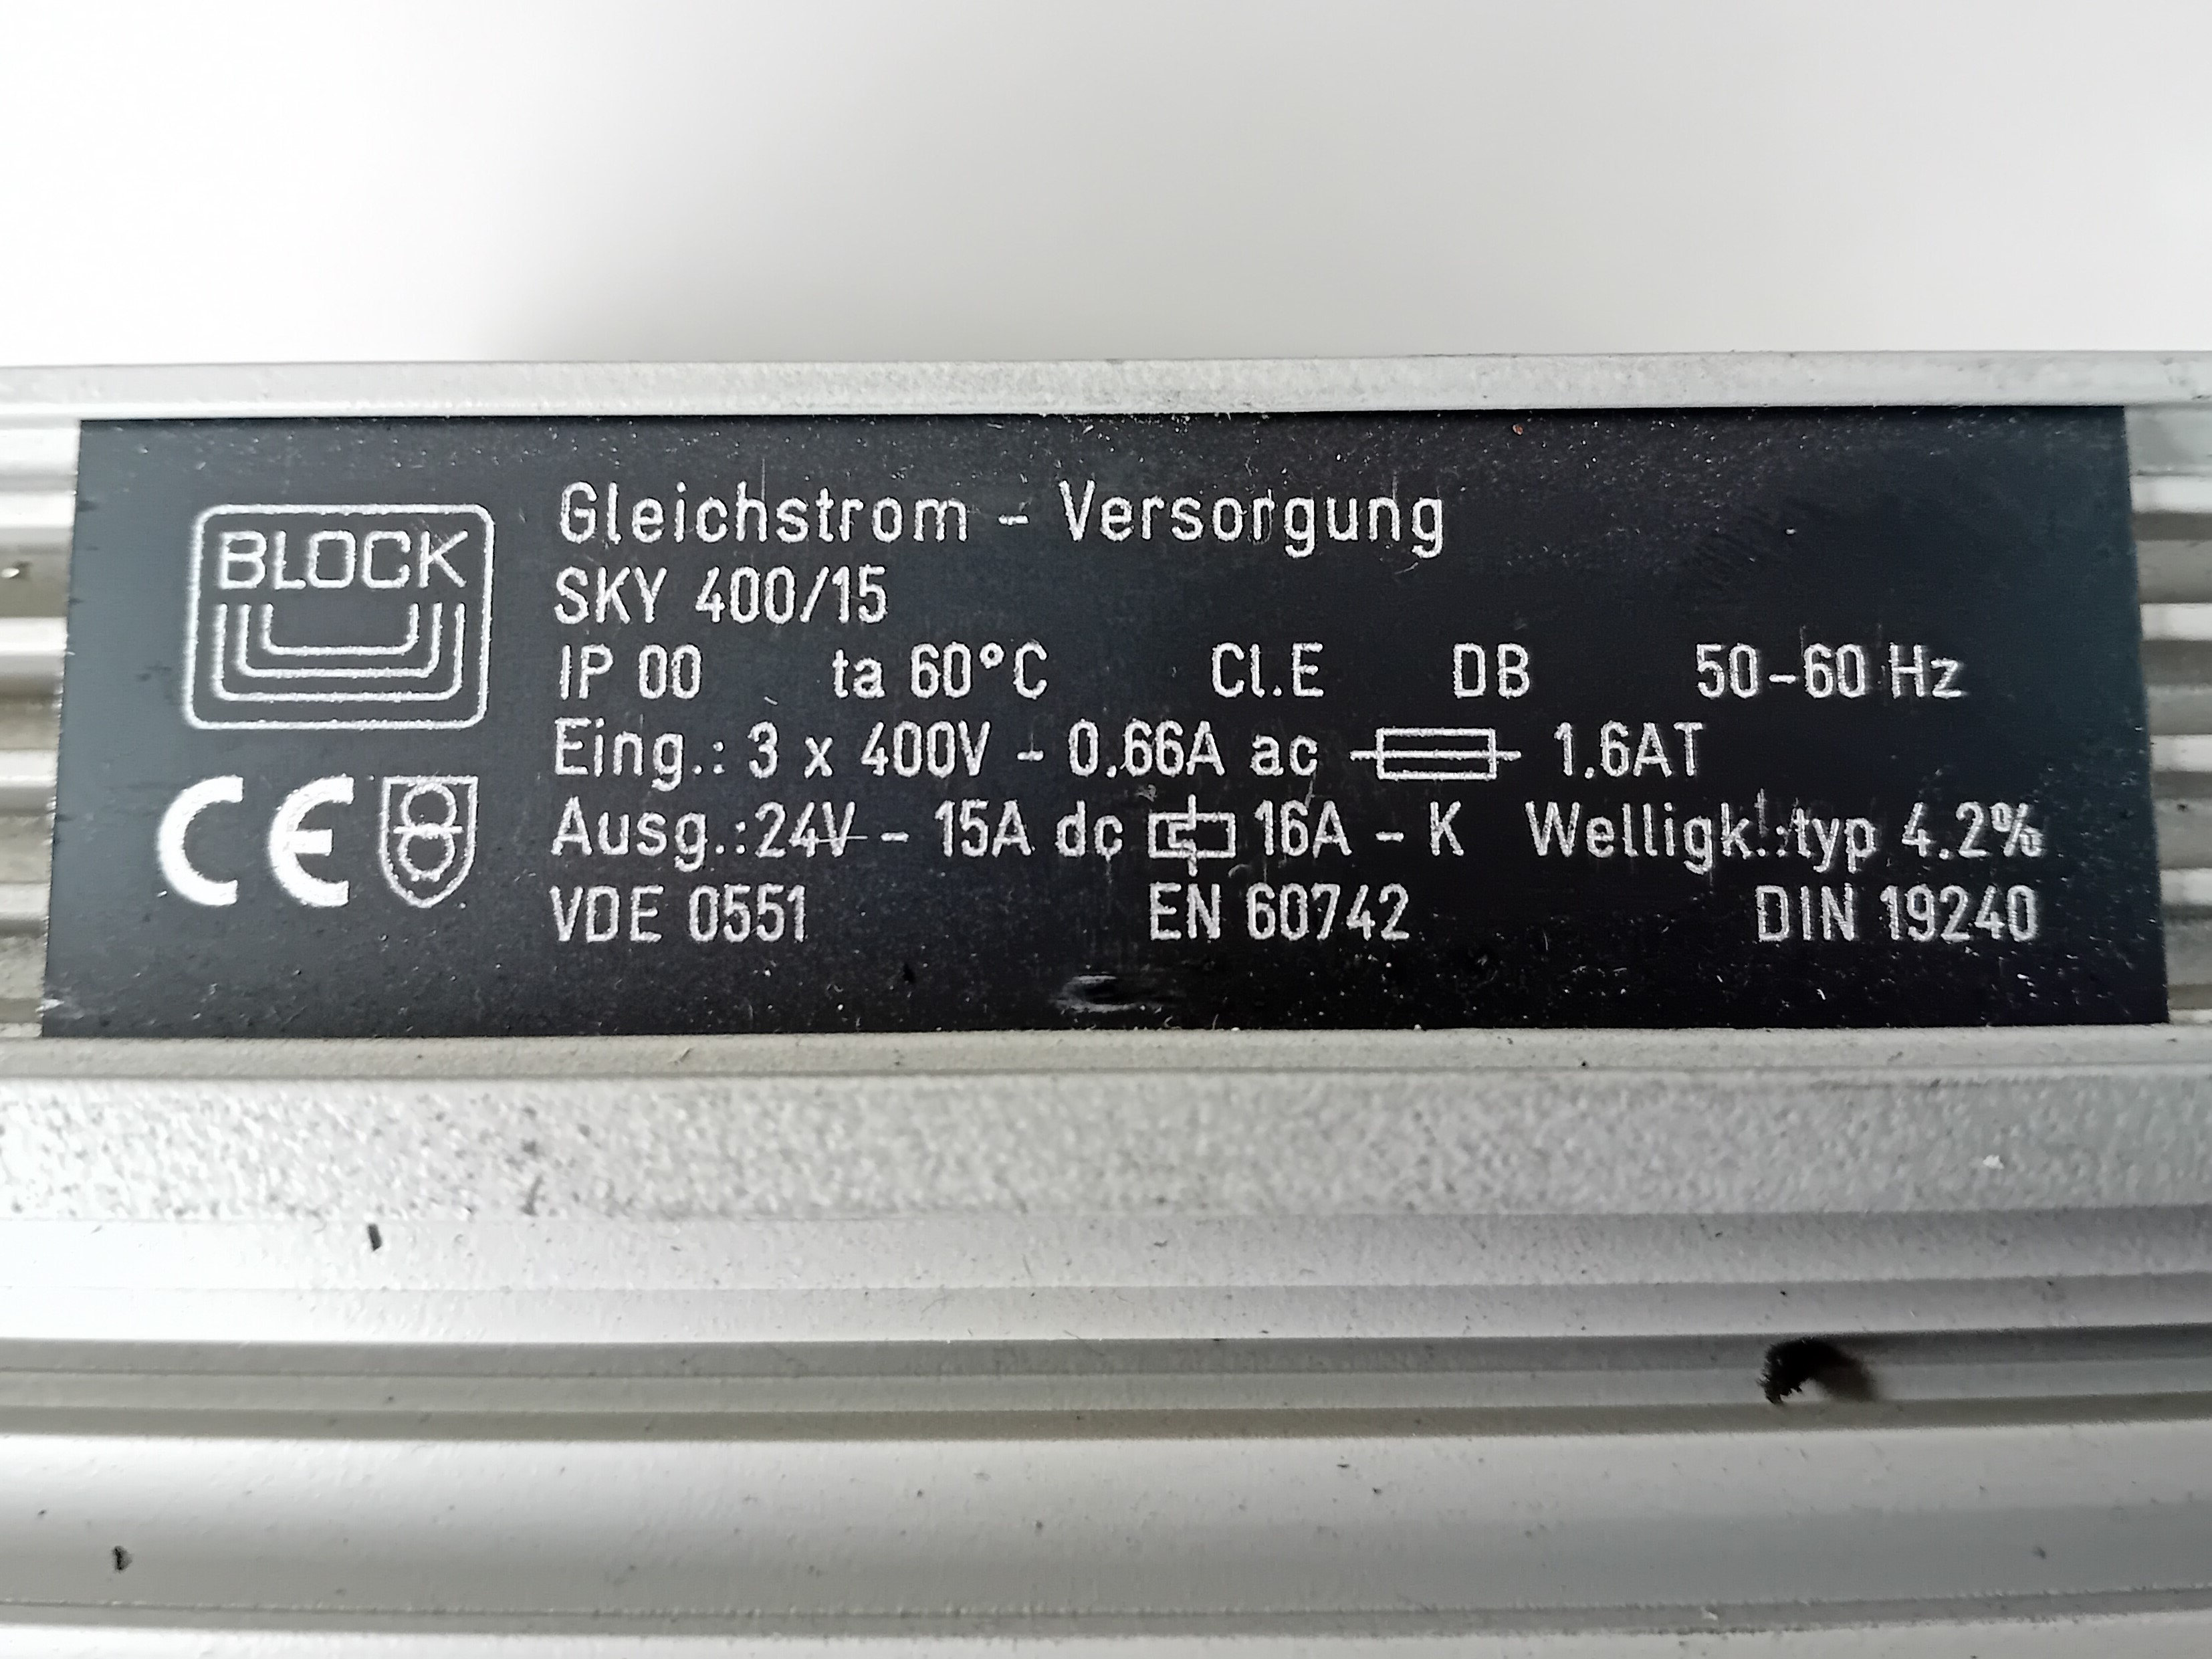 BLOCK
Gleichstrom - Versorgung
SKY 400/15
IP 00 ta 60°C Cl.E DB 50-60 Hz
Eing.: 3 x 400V - 0.66A ac 1.6AT
Ausg.:24V - 15A dc 16A - K Welligk.:typ 4.2%
CE
VDE 0551 EN 60742 DIN 19240